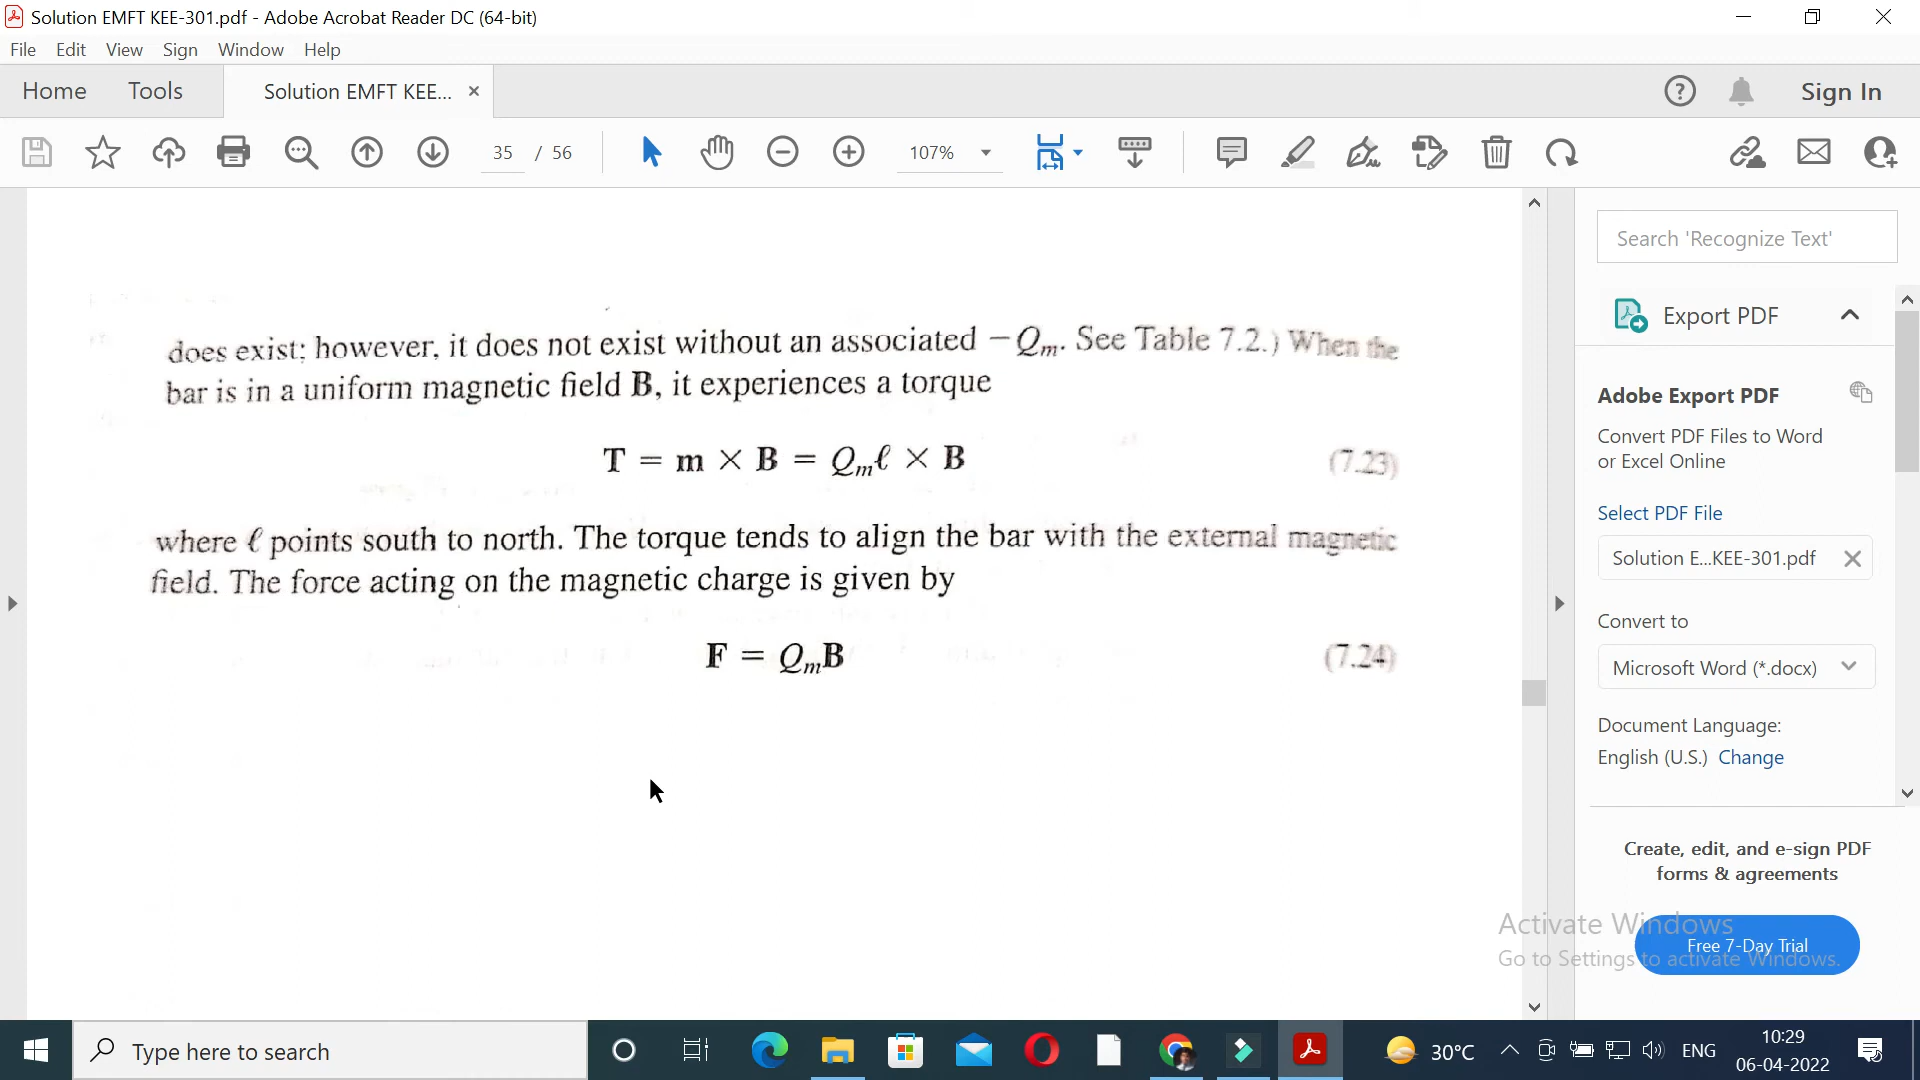 Solution EMFT KEE-301.pdf - Adobe Acrobat Reader DC (64-bit)
File Edit View Sign Window Help
Home Tools Solution EMFT KEE... × Sign In
35 / 56 107%
Search 'Recognize Text'
Export PDF
does exist; however, it does not exist without an associated −Qm. See Table 7.2.) When the
bar is in a uniform magnetic field B, it experiences a torque
T = m × B = Qmℓ × B (7.23)
where ℓ points south to north. The torque tends to align the bar with the external magnetic
field. The force acting on the magnetic charge is given by
F = QmB (7.24)
Adobe Export PDF
Convert PDF Files to Word
or Excel Online
Select PDF File
Solution E...KEE-301.pdf
Convert to
Microsoft Word (*.docx)
Document Language:
English (U.S.) Change
Create, edit, and e-sign PDF
forms & agreements
Free 7-Day Trial
Activate Windows
Go to Settings to activate Windows.
Type here to search
30°C ENG 10:29
06-04-2022